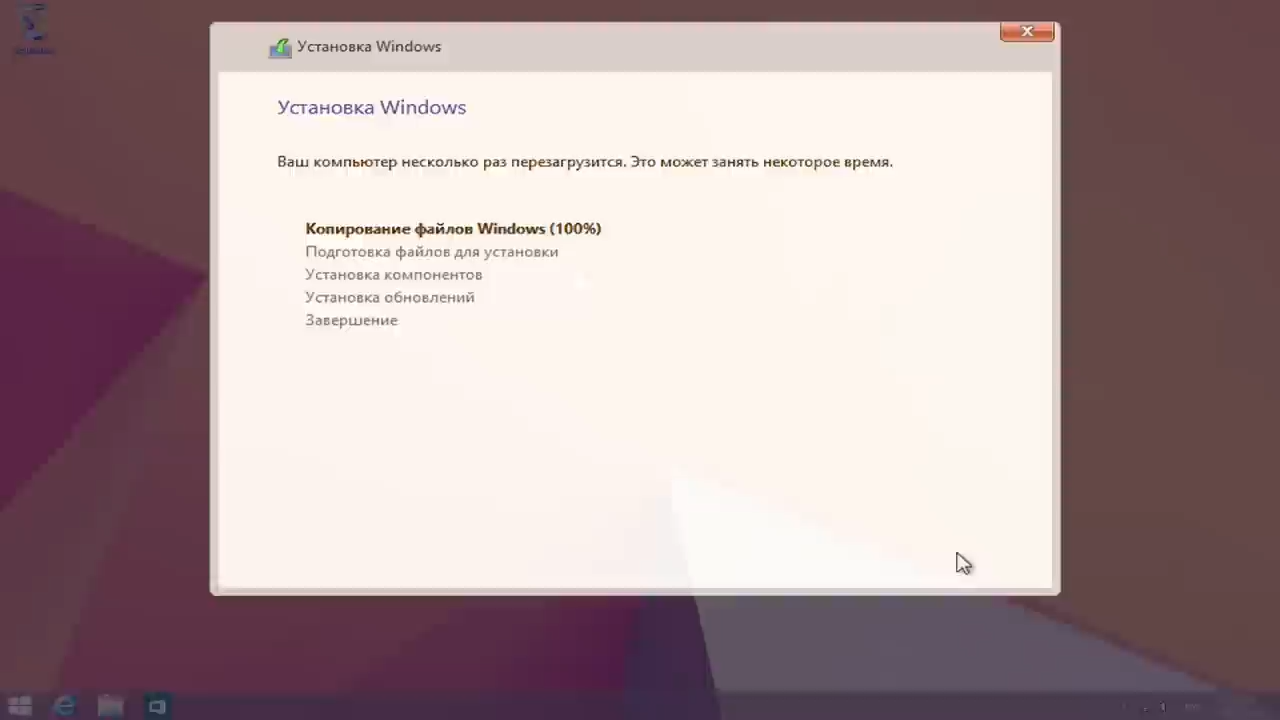 Установка Windows
Установка Windows
Ваш компьютер несколько раз перезагрузится. Это может занять некоторое время.
Копирование файлов Windows (100%)
Подготовка файлов для установки
Установка компонентов
Установка обновлений
Завершение